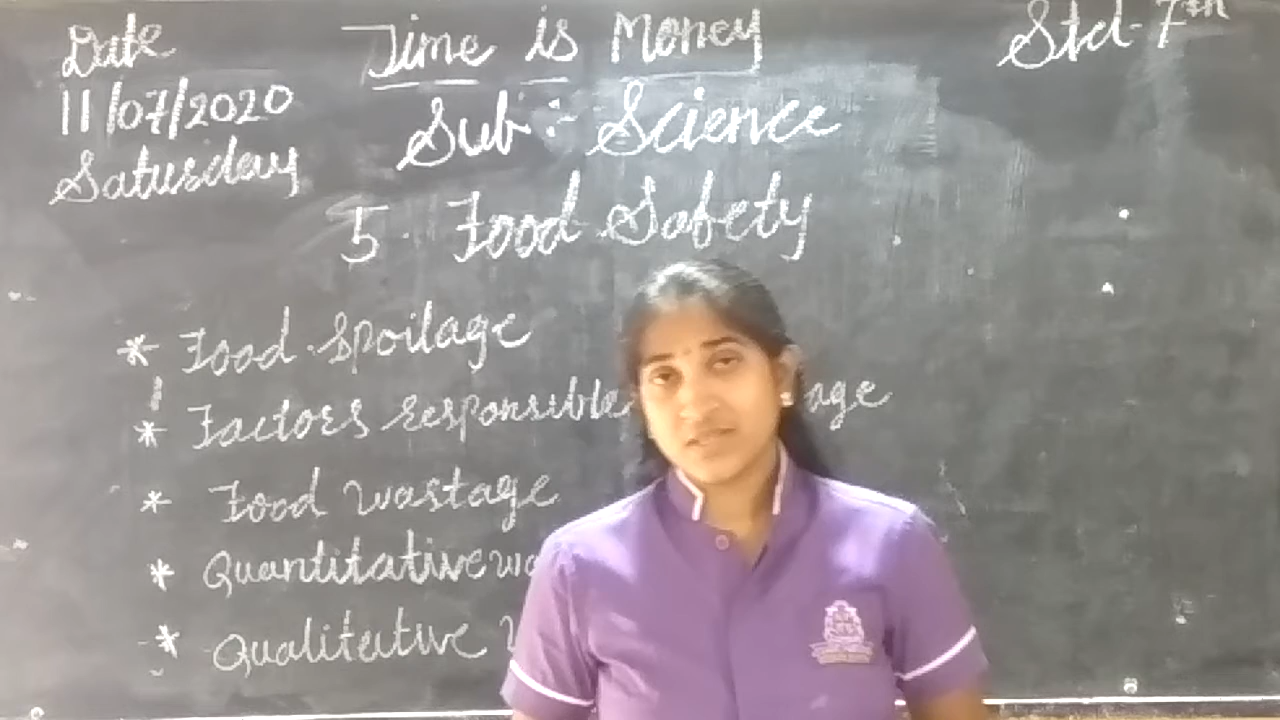 Time is Money
Std- 7th
Date
11/07/2020
Saturday
Sub :- Science
5. Food Safety
* Food Spoilage
* Factors responsible
* Food wastage
* Quantitative
* Qualitative